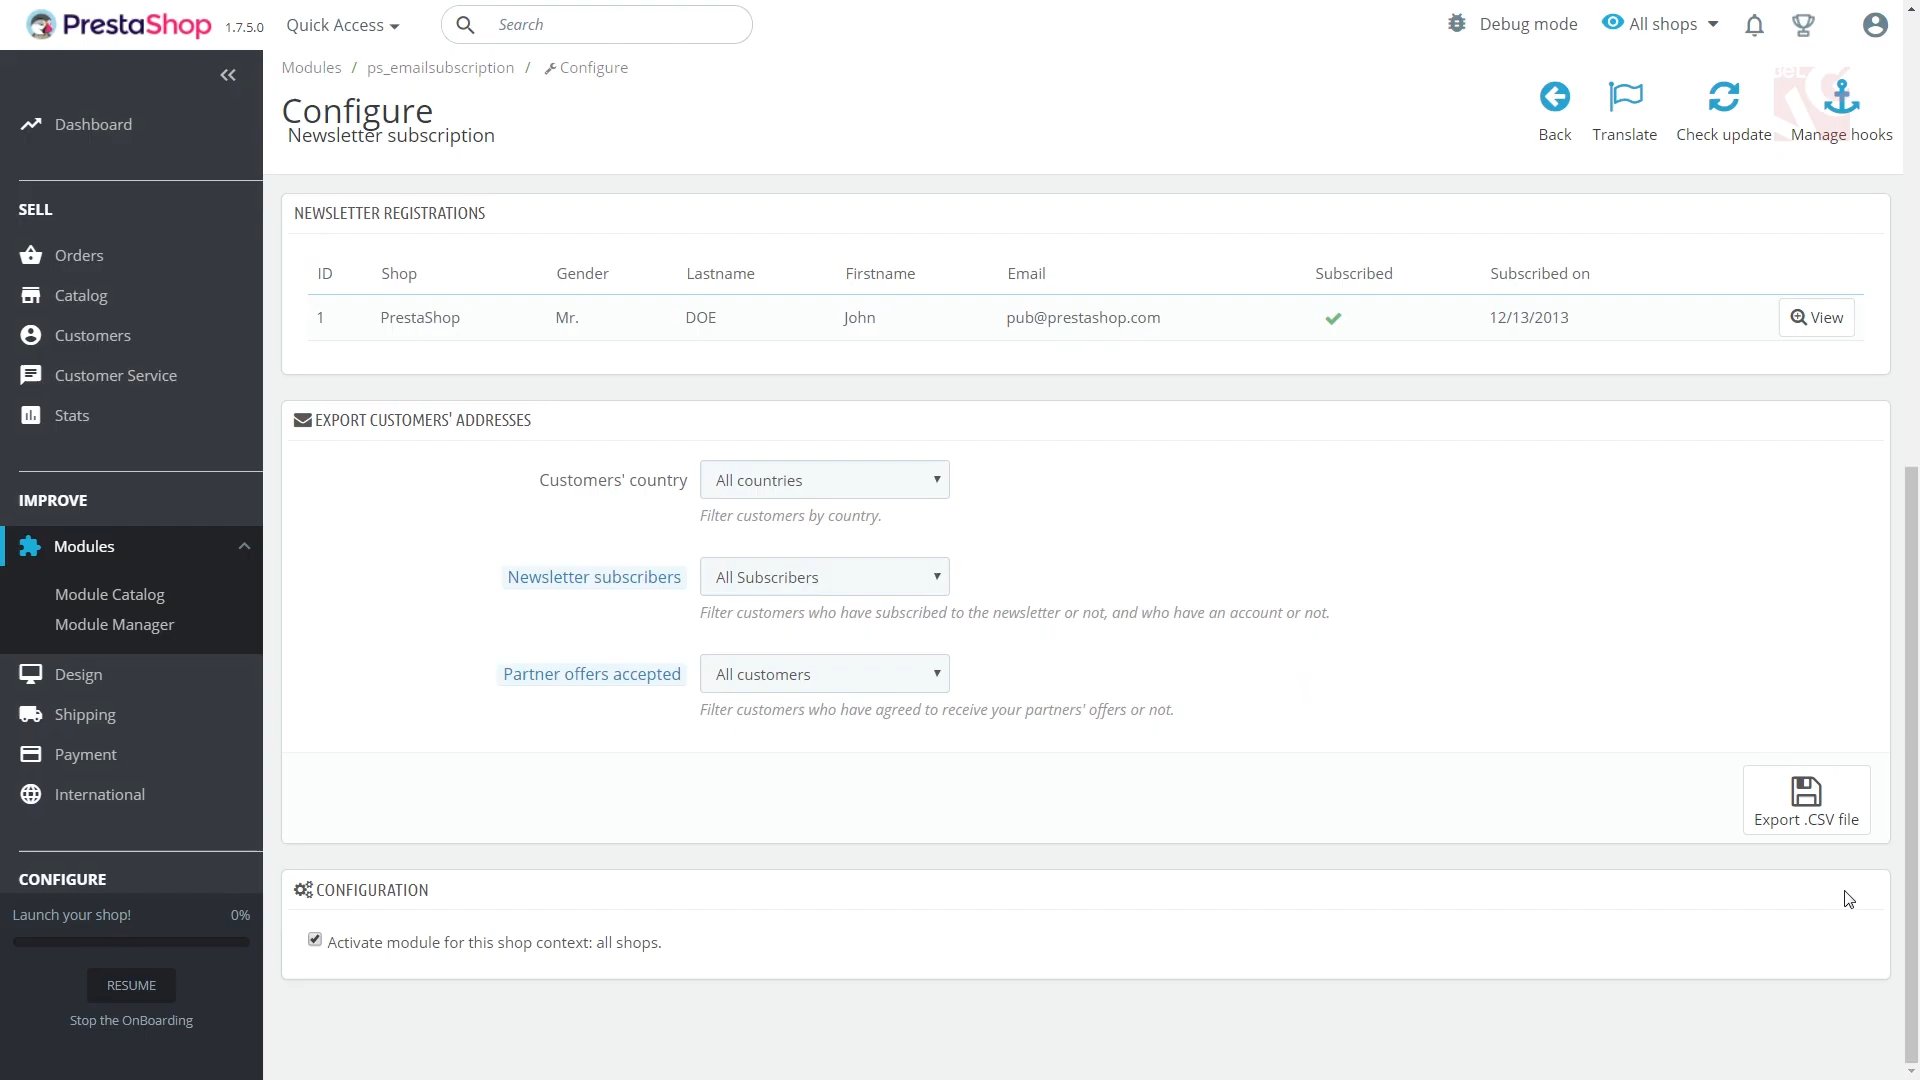 PrestaShop 1.7.5.0 Quick Access Search Debug mode All shops
Modules / ps_emailsubscription / Configure
Configure
Newsletter subscription
Back Translate Check update Manage hooks
Dashboard
SELL
Orders
Catalog
Customers
Customer Service
Stats
IMPROVE
Modules
Module Catalog
Module Manager
Design
Shipping
Payment
International
CONFIGURE
Launch your shop! 0%
RESUME
Stop the OnBoarding
NEWSLETTER REGISTRATIONS
ID Shop Gender Lastname Firstname Email Subscribed Subscribed on
1 PrestaShop Mr. DOE John pub@prestashop.com 12/13/2013 View
EXPORT CUSTOMERS' ADDRESSES
Customers' country All countries
Filter customers by country.
Newsletter subscribers All Subscribers
Filter customers who have subscribed to the newsletter or not, and who have an account or not.
Partner offers accepted All customers
Filter customers who have agreed to receive your partners' offers or not.
Export .CSV file
CONFIGURATION
Activate module for this shop context: all shops.